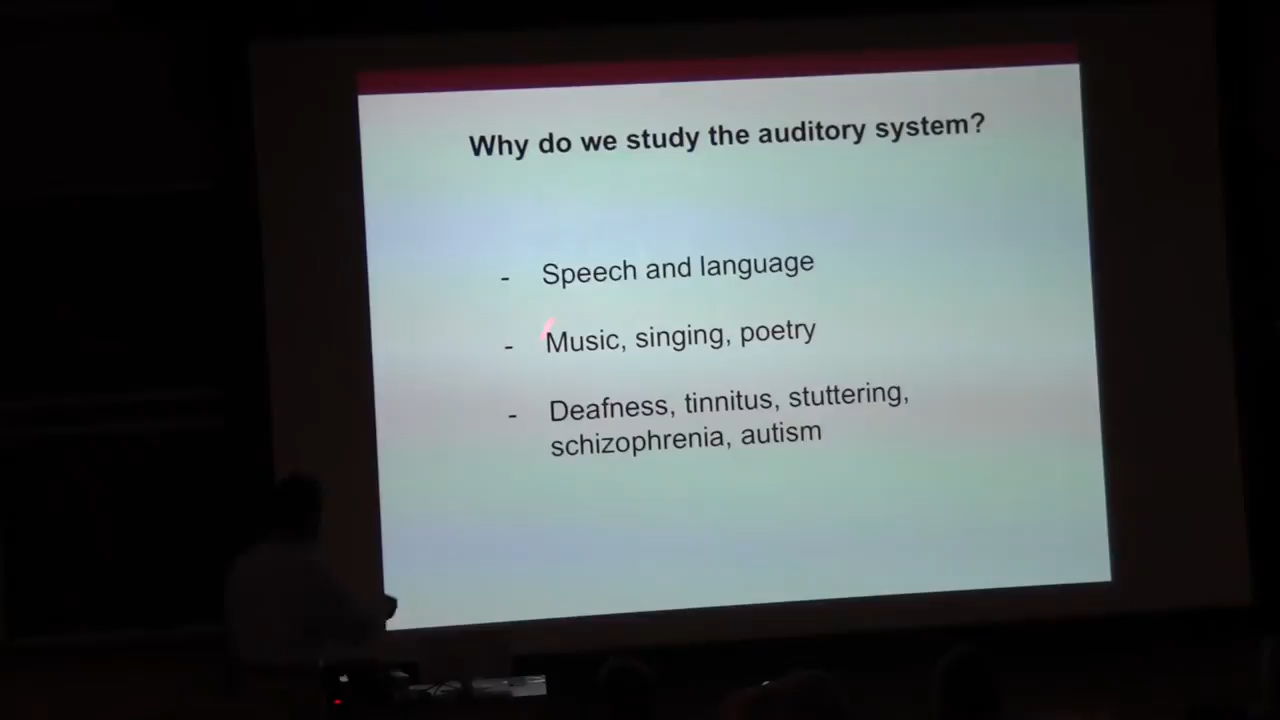 Why do we study the auditory system?
- Speech and language
- Music, singing, poetry
- Deafness, tinnitus, stuttering,
schizophrenia, autism